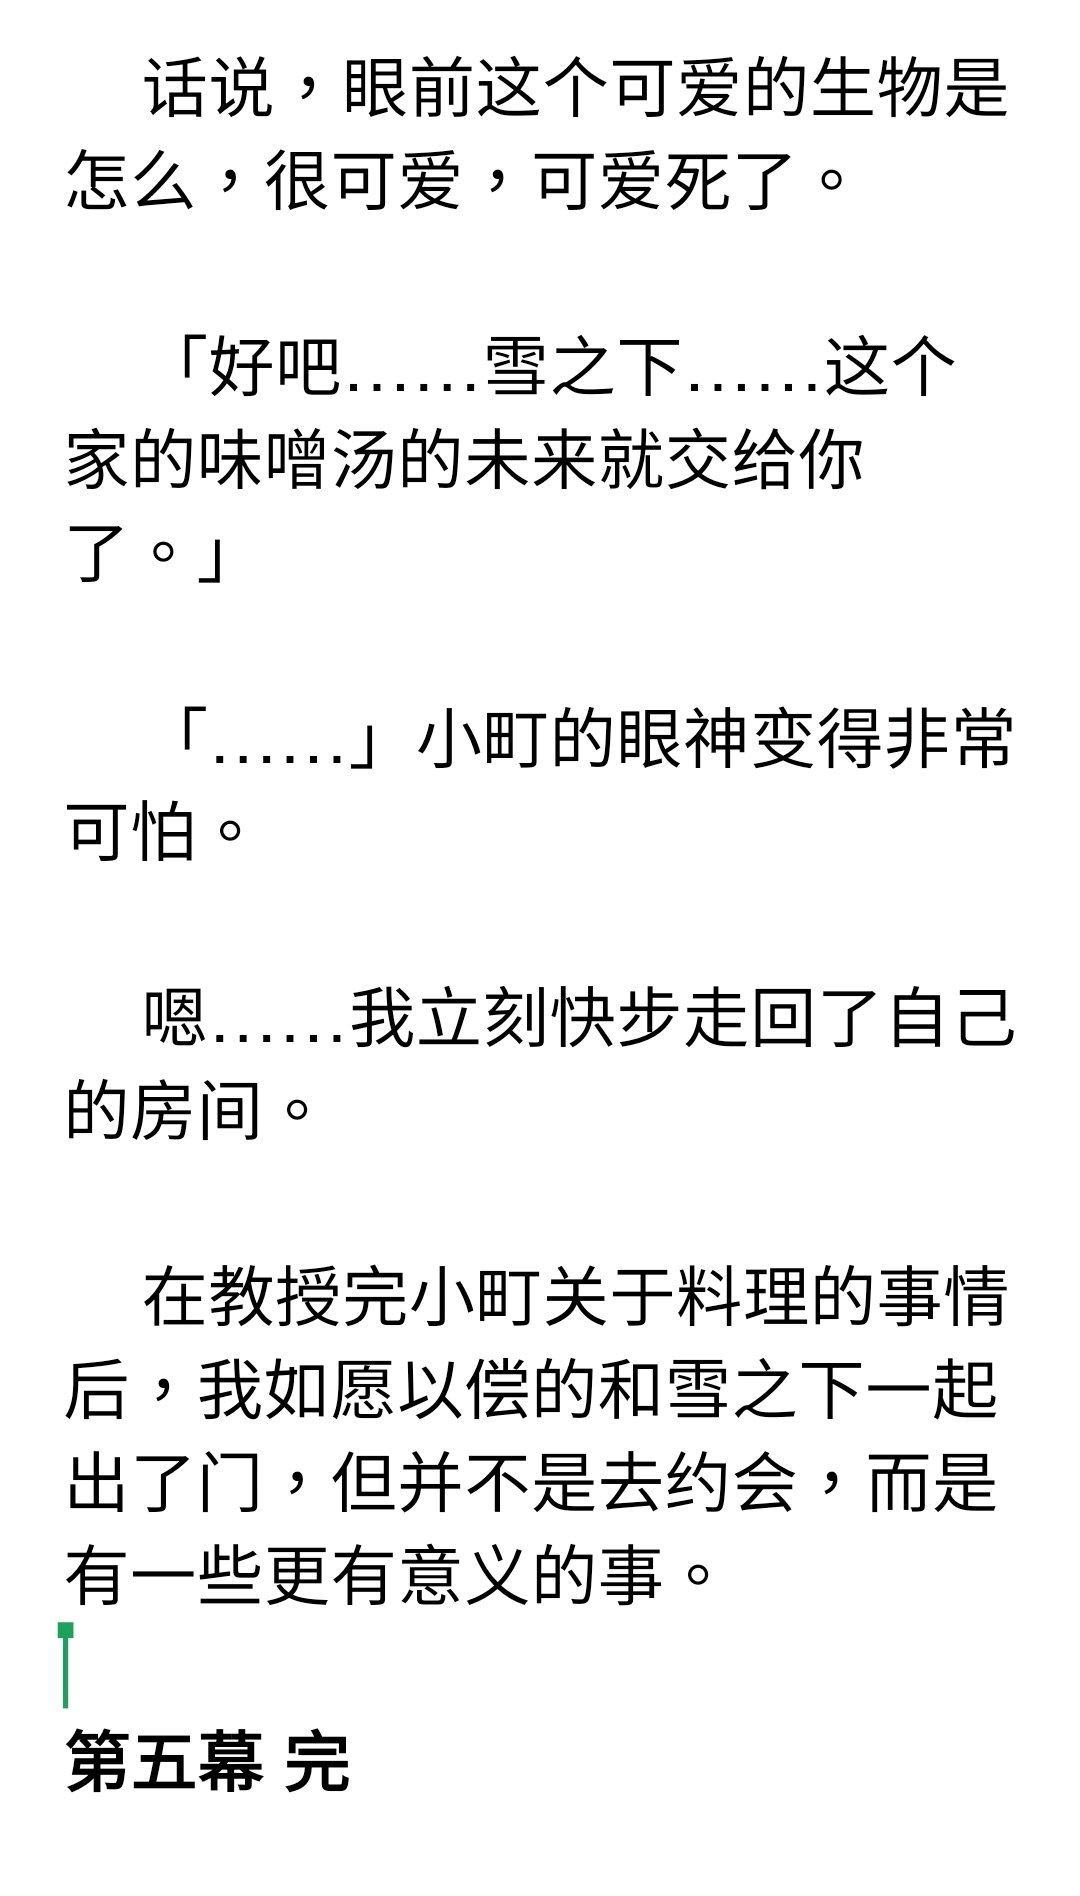 话说，眼前这个可爱的生物是
怎么，很可爱，可爱死了。
「好吧……雪之下……这个
家的味噌汤的未来就交给你
了。」
「……」小町的眼神变得非常
可怕。
嗯……我立刻快步走回了自己
的房间。
在教授完小町关于料理的事情
后，我如愿以偿的和雪之下一起
出了门，但并不是去约会，而是
有一些更有意义的事。
第五幕 完